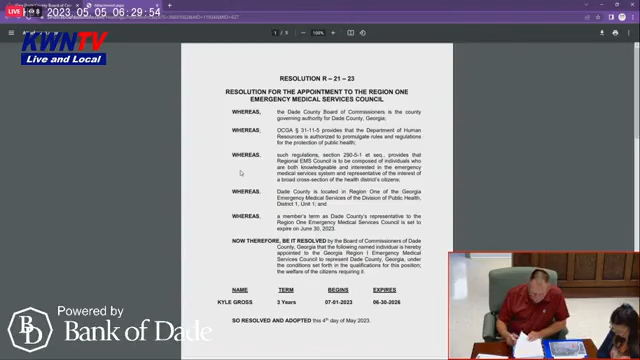 LIVE 8 2023.05.05 06:29:54
KWNTV
Live and Local
1 / 5
100%
RESOLUTION R – 21 – 23
RESOLUTION FOR THE APPOINTMENT TO THE REGION ONE
EMERGENCY MEDICAL SERVICES COUNCIL
WHEREAS, the Dade County Board of Commissioners is the county
governing authority for Dade County, Georgia;
WHEREAS, OCGA § 31-11-5 provides that the Department of Human
Resources is authorized to promulgate rules and regulations
for the protection of public health;
WHEREAS, such regulations, section 290-5-1 et seq., provides that
Regional EMS Council is to be composed of individuals who
are both knowledgeable and interested in the emergency
medical services system and representative of the interest of
a broad cross-section of the health district's citizens;
WHEREAS, Dade County is located in Region One of the Georgia
Emergency Medical Services of the Division of Public Health,
District 1, Unit 1; and
WHEREAS, a member's term as Dade County's representative to the
Region One Emergency Medical Services Council is set to
expire on June 30, 2023.
NOW THEREFORE, BE IT RESOLVED by the Board of Commissioners of Dade
County, Georgia that the following named individual is hereby
appointed to the Georgia Region I Emergency Medical
Services Council to represent Dade County, Georgia, under
the conditions set forth in the qualifications for this position;
the welfare of the citizens requiring it.
NAME TERM BEGINS EXPIRES
KYLE GROSS 3 Years 07-01-2023 06-30-2026
SO RESOLVED AND ADOPTED this 4th day of May 2023.
Powered by
BD Bank of Dade